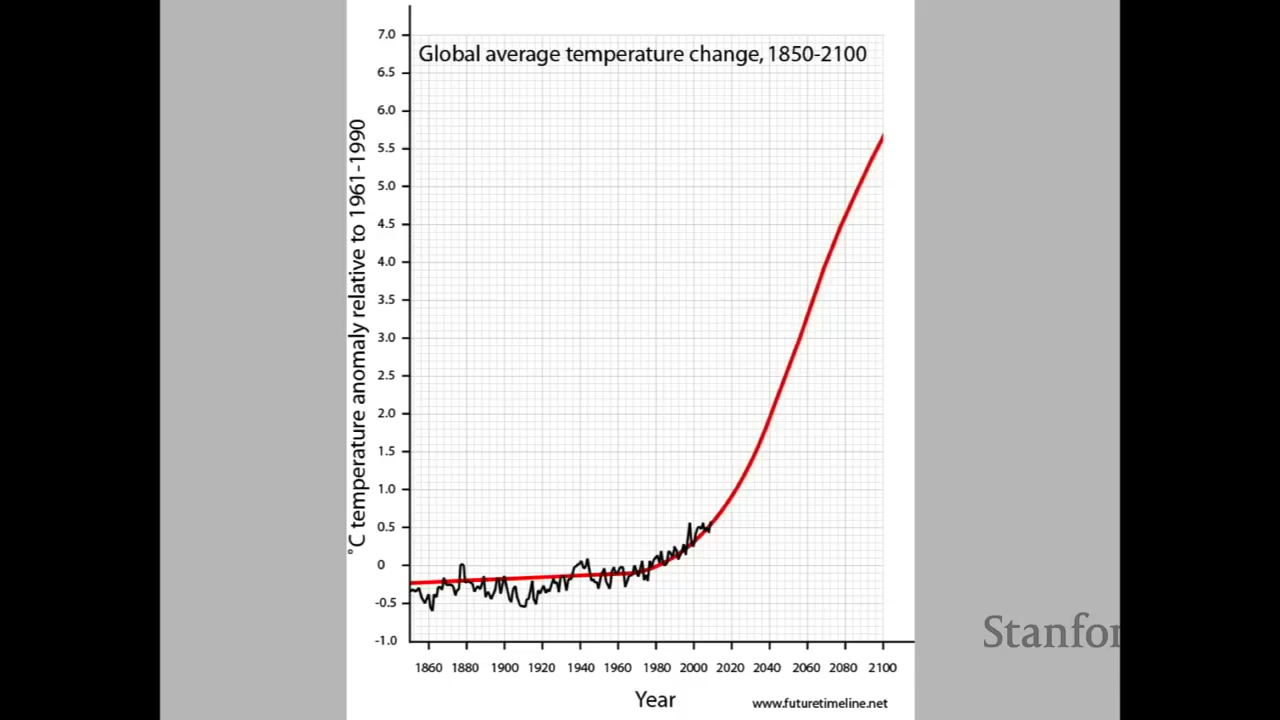 Global average temperature change, 1850-2100
7.0
6.5
6.0
5.5
5.0
4.5
4.0
3.5
3.0
2.5
2.0
1.5
1.0
0.5
0
-0.5
-1.0
°C temperature anomaly relative to 1961-1990
1860 1880 1900 1920 1940 1960 1980 2000 2020 2040 2060 2080 2100
Year
www.futuretimeline.net
Stanfor